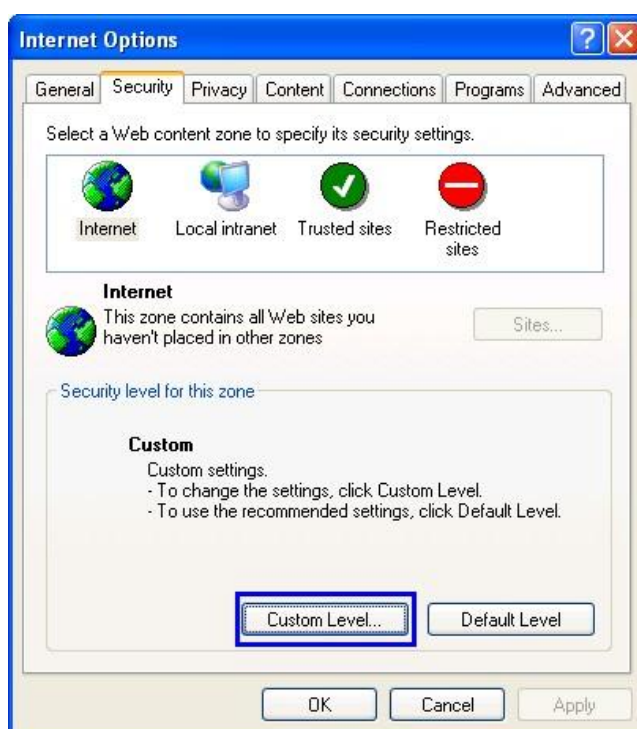 Internet Options
General Security Privacy Content Connections Programs Advanced
Select a Web content zone to specify its security settings.
Internet Local intranet Trusted sites Restricted
sites
Internet
This zone contains all Web sites you
haven't placed in other zones
Sites...
Security level for this zone
Custom
Custom settings.
- To change the settings, click Custom Level.
- To use the recommended settings, click Default Level.
Custom Level... Default Level
OK Cancel Apply